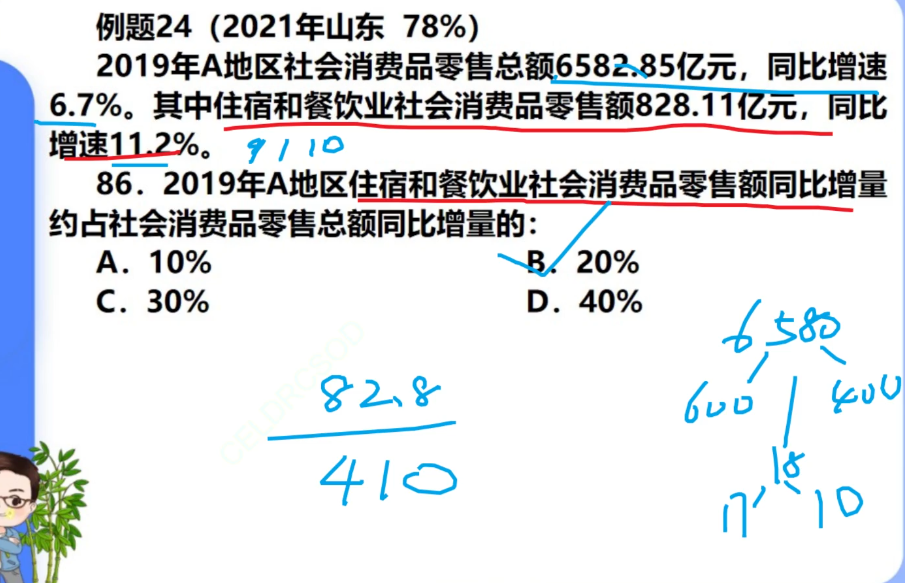 例题24（2021年山东 78%）
2019年A地区社会消费品零售总额6582.85亿元，同比增速
6.7%。其中住宿和餐饮业社会消费品零售额828.11亿元，同比
增速11.2%。 9 1 10
86．2019年A地区住宿和餐饮业社会消费品零售额同比增量
约占社会消费品零售总额同比增量的：
A．10% B．20%
C．30% D．40%
6580
600 400
82.8
410
10